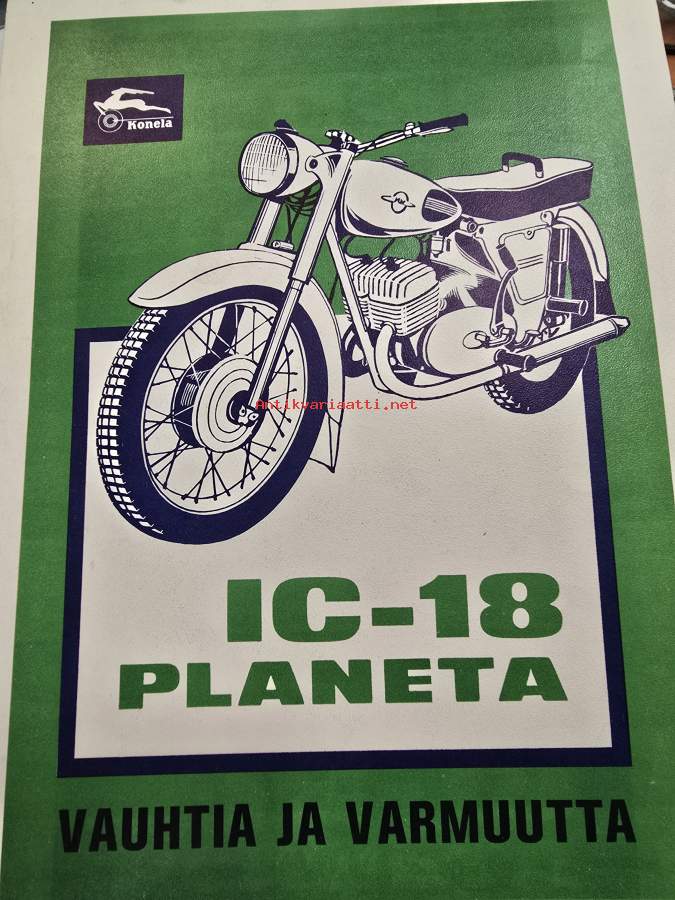 Konela
Antikvariaatti.net
IC-18
PLANETA
VAUHTIA JA VARMUUTTA